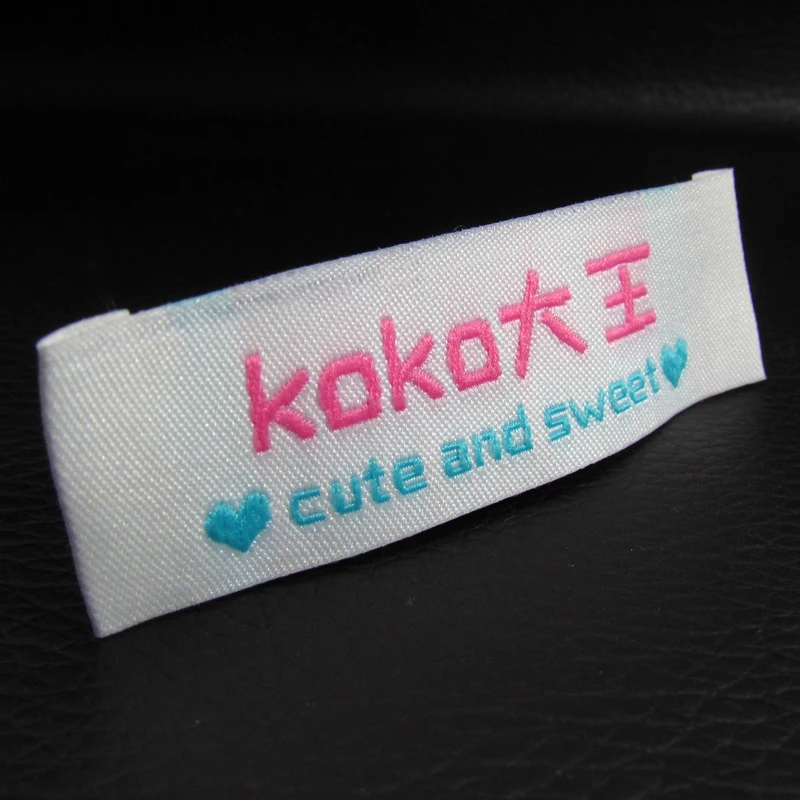 koko大王
♥ cute and sweet ♥